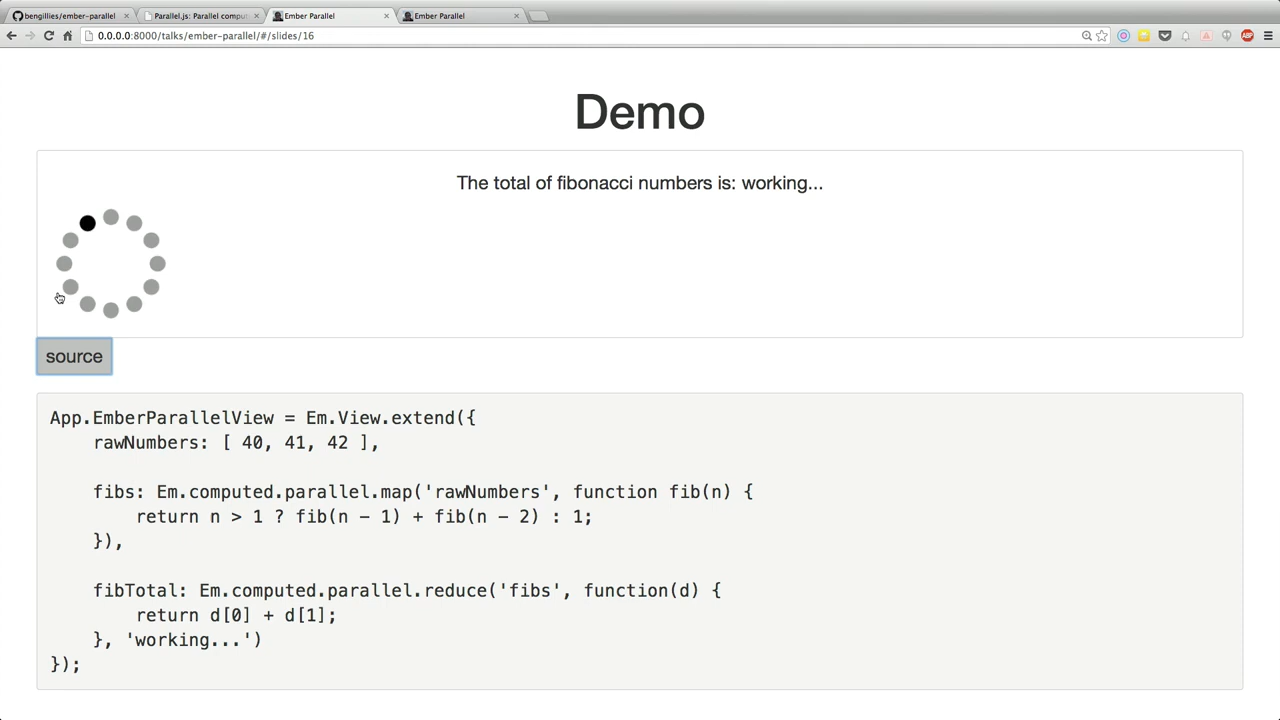 bengillies/ember-parallel
Parallel.js: Parallel comput
Ember Parallel
Ember Parallel
0.0.0.0:8000/talks/ember-parallel/#/slides/16
ABP
Demo
The total of fibonacci numbers is: working...
source
App.EmberParallelView = Em.View.extend({
rawNumbers: [ 40, 41, 42 ],
fibs: Em.computed.parallel.map('rawNumbers', function fib(n) {
return n > 1 ? fib(n - 1) + fib(n - 2) : 1;
}),
fibTotal: Em.computed.parallel.reduce('fibs', function(d) {
return d[0] + d[1];
}, 'working...')
});